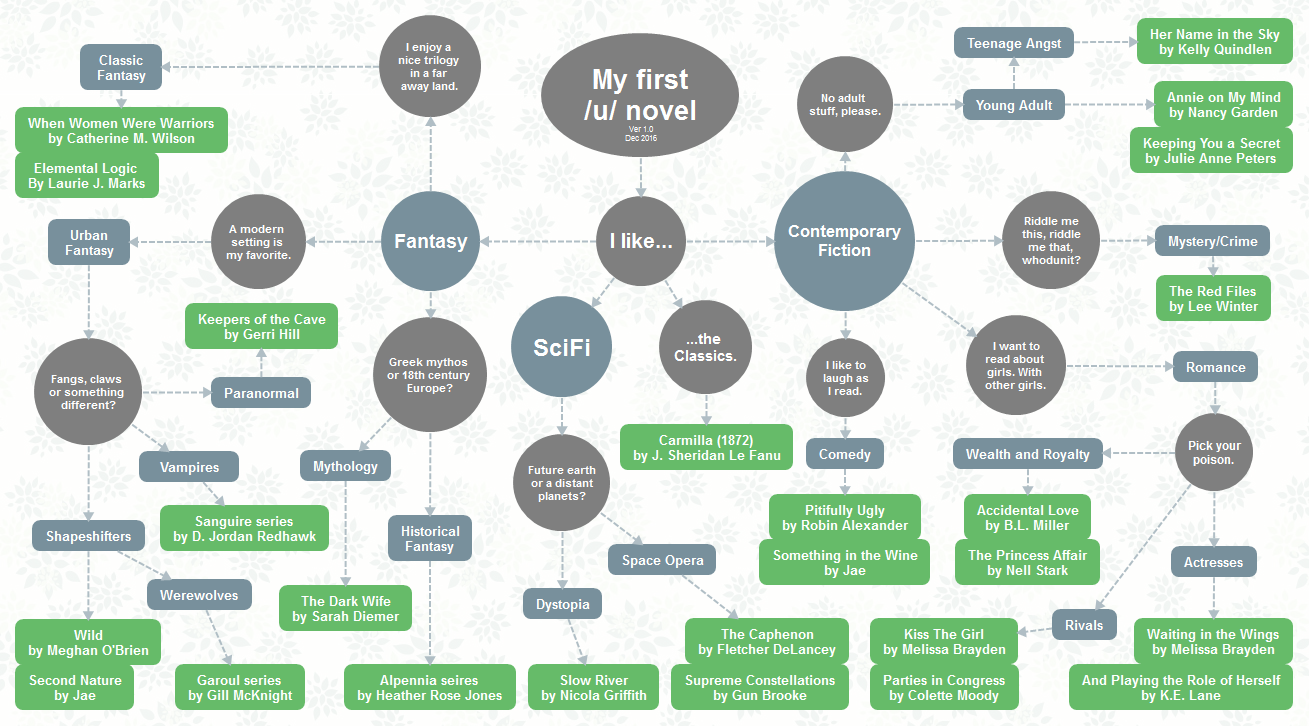 My first
/u/ novel
Ver 1.0
Dec 2016
I like...
Fantasy
I enjoy a
nice trilogy
in a far
away land.
Classic
Fantasy
When Women Were Warriors
by Catherine M. Wilson
Elemental Logic
By Laurie J. Marks
A modern
setting is
my favorite.
Urban
Fantasy
Fangs, claws
or something
different?
Paranormal
Keepers of the Cave
by Gerri Hill
Vampires
Sanguire series
by D. Jordan Redhawk
Shapeshifters
Wild
by Meghan O'Brien
Second Nature
by Jae
Werewolves
Garoul series
by Gill McKnight
Greek mythos
or 18th century
Europe?
Mythology
The Dark Wife
by Sarah Diemer
Historical
Fantasy
Alpennia seires
by Heather Rose Jones
SciFi
Future earth
or a distant
planets?
Dystopia
Slow River
by Nicola Griffith
Space Opera
The Caphenon
by Fletcher DeLancey
Supreme Constellations
by Gun Brooke
...the
Classics.
Carmilla (1872)
by J. Sheridan Le Fanu
Contemporary
Fiction
No adult
stuff, please.
Young Adult
Teenage Angst
Her Name in the Sky
by Kelly Quindlen
Annie on My Mind
by Nancy Garden
Keeping You a Secret
by Julie Anne Peters
Riddle me
this, riddle
me that,
whodunit?
Mystery/Crime
The Red Files
by Lee Winter
I like to
laugh as
I read.
Comedy
Pitifully Ugly
by Robin Alexander
Something in the Wine
by Jae
I want to
read about
girls. With
other girls.
Romance
Pick your
poison.
Wealth and Royalty
Accidental Love
by B.L. Miller
The Princess Affair
by Nell Stark
Rivals
Kiss The Girl
by Melissa Brayden
Parties in Congress
by Colette Moody
Actresses
Waiting in the Wings
by Melissa Brayden
And Playing the Role of Herself
by K.E. Lane